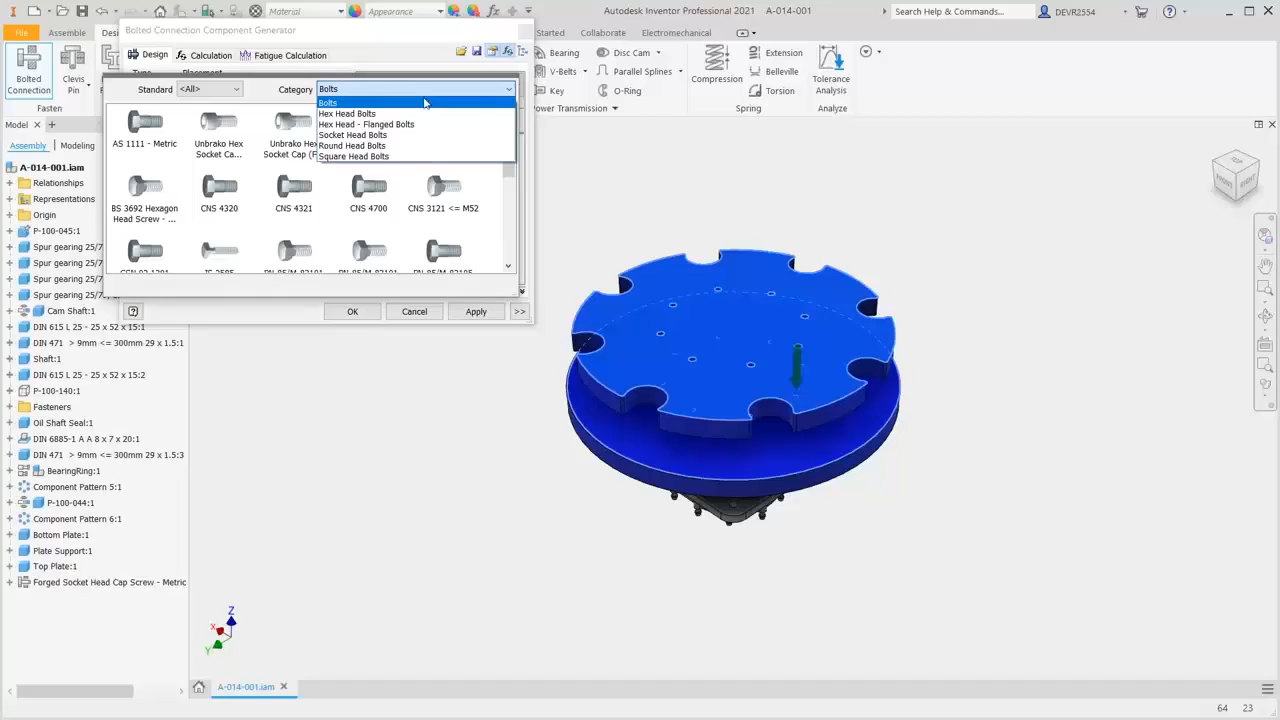 Material
Appearance
Autodesk Inventor Professional
A-014-001
Search Help & Commands...
DEVR2554
File
Assemble
Bolted Connection Component Generator
Started
Collaborate
Electromechanical
Bolted
Connection
Clevis
Pin
Fasten
Design
Calculation
Fatigue Calculation
Bearing
V-Belts
Key
Disc Cam
Parallel Splines
O-Ring
Power Transmission
Compression
Extension
Belleville
Torsion
Spring
Tolerance
Analysis
Analyze
Standard
<All>
Category
Bolts
Bolts
Hex Head Bolts
Hex Head - Flanged Bolts
Socket Head Bolts
Round Head Bolts
Square Head Bolts
AS 1111 - Metric
Unbrako Hex
Socket Ca...
Unbrako Hex
Socket Cap (F
BS 3692 Hexagon
Head Screw - ...
CNS 4320
CNS 4321
CNS 4700
CNS 3121 <= M52
OK
Cancel
Apply
>>
Model
Assembly
Modeling
A-014-001.iam
Relationships
Representations
Origin
P-100-045:1
Spur gearing 25/7
Spur gearing 25/7
Spur gearing 25/7
Spur gearing 25/7
Cam Shaft:1
DIN 615 L 25 - 25 x 52 x 15:1
DIN 471 > 9mm <= 300mm 29 x 1.5:1
Shaft:1
DIN 615 L 25 - 25 x 52 x 15:2
P-100-140:1
Fasteners
Oil Shaft Seal:1
DIN 6885-1 A A 8 x 7 x 20:1
DIN 471 > 9mm <= 300mm 29 x 1.5:3
BearingRing:1
Component Pattern 5:1
P-100-044:1
Component Pattern 6:1
Bottom Plate:1
Plate Support:1
Top Plate:1
Forged Socket Head Cap Screw - Metric
TOP
FRONT
RIGHT
Z
X
Y
A-014-001.iam
64
23